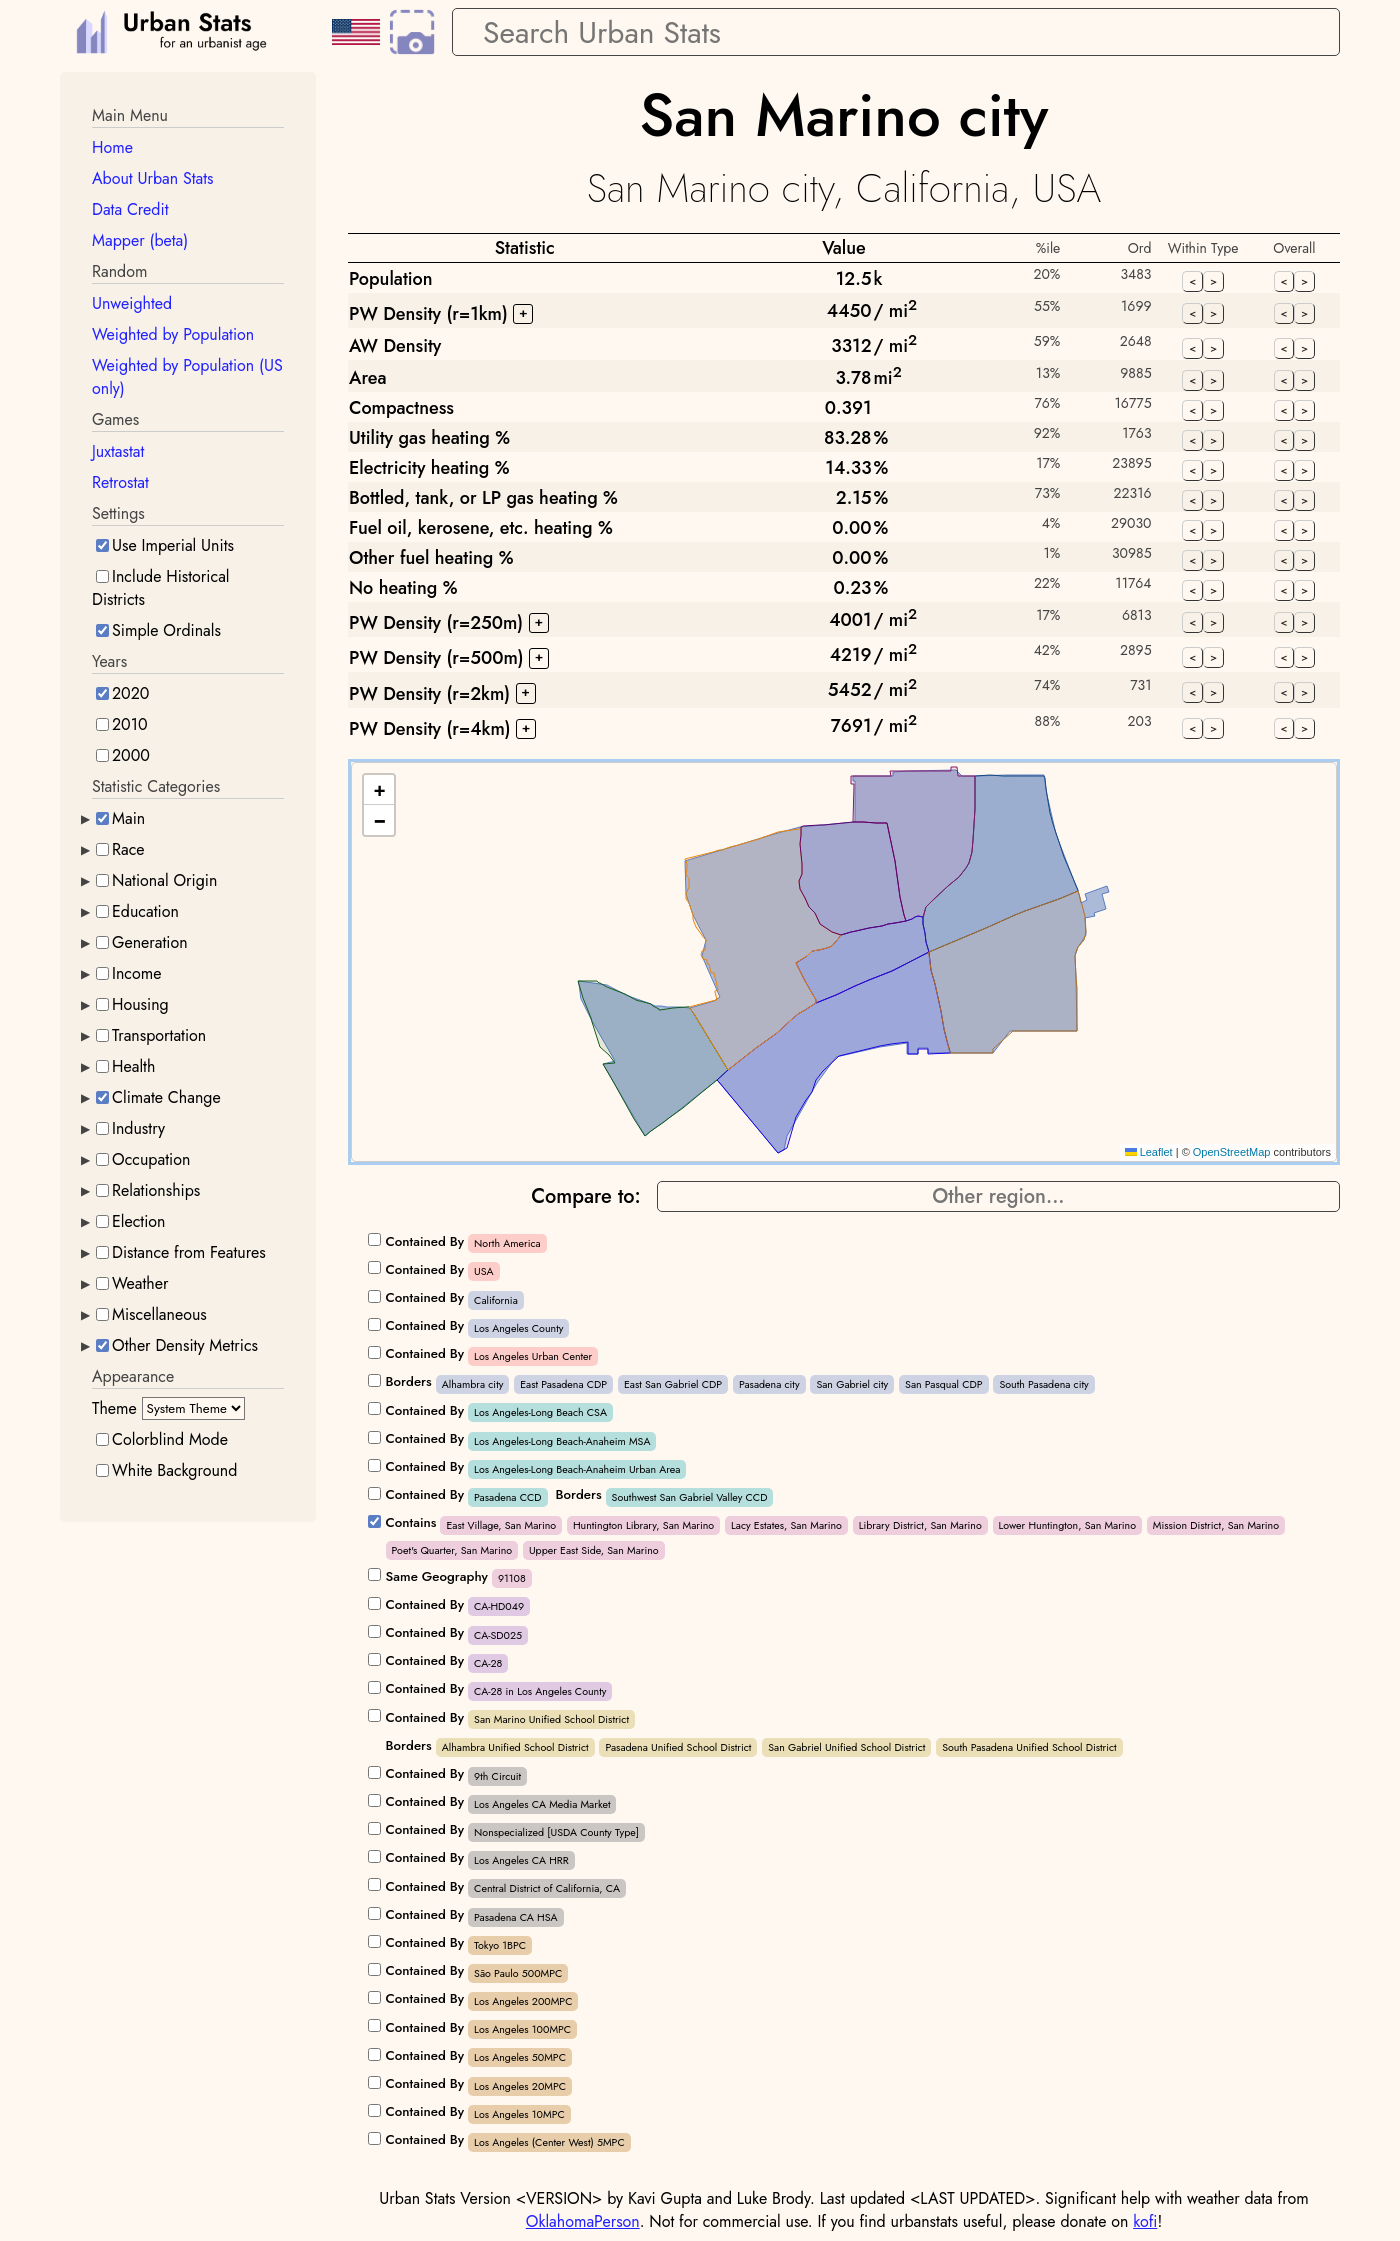 Urban Stats
for an urbanist age
Search Urban Stats
Main Menu
Home
About Urban Stats
Data Credit
Mapper (beta)
Random
Unweighted
Weighted by Population
Weighted by Population (US
only)
Games
Juxtastat
Retrostat
Settings
Use Imperial Units
Include Historical
Districts
Simple Ordinals
Years
2020
2010
2000
Statistic Categories
▶ Main
▶ Race
▶ National Origin
▶ Education
▶ Generation
▶ Income
▶ Housing
▶ Transportation
▶ Health
▶ Climate Change
▶ Industry
▶ Occupation
▶ Relationships
▶ Election
▶ Distance from Features
▶ Weather
▶ Miscellaneous
▶ Other Density Metrics
Appearance
Theme System Theme
Colorblind Mode
White Background
San Marino city
San Marino city, California, USA
Statistic Value %ile Ord Within Type Overall
Population 12.5k 20% 3483 < > < >
PW Density (r=1km) + 4450/ mi² 55% 1699 < > < >
AW Density 3312/ mi² 59% 2648 < > < >
Area 3.78mi² 13% 9885 < > < >
Compactness 0.391 76% 16775 < > < >
Utility gas heating % 83.28% 92% 1763 < > < >
Electricity heating % 14.33% 17% 23895 < > < >
Bottled, tank, or LP gas heating % 2.15% 73% 22316 < > < >
Fuel oil, kerosene, etc. heating % 0.00% 4% 29030 < > < >
Other fuel heating % 0.00% 1% 30985 < > < >
No heating % 0.23% 22% 11764 < > < >
PW Density (r=250m) + 4001/ mi² 17% 6813 < > < >
PW Density (r=500m) + 4219/ mi² 42% 2895 < > < >
PW Density (r=2km) + 5452/ mi² 74% 731 < > < >
PW Density (r=4km) + 7691/ mi² 88% 203 < > < >
+
−
Leaflet | © OpenStreetMap contributors
Compare to: Other region...
Contained By North America
Contained By USA
Contained By California
Contained By Los Angeles County
Contained By Los Angeles Urban Center
Borders Alhambra city East Pasadena CDP East San Gabriel CDP Pasadena city San Gabriel city San Pasqual CDP South Pasadena city
Contained By Los Angeles-Long Beach CSA
Contained By Los Angeles-Long Beach-Anaheim MSA
Contained By Los Angeles-Long Beach-Anaheim Urban Area
Contained By Pasadena CCD Borders Southwest San Gabriel Valley CCD
Contains East Village, San Marino Huntington Library, San Marino Lacy Estates, San Marino Library District, San Marino Lower Huntington, San Marino Mission District, San Marino
Poet's Quarter, San Marino Upper East Side, San Marino
Same Geography 91108
Contained By CA-HD049
Contained By CA-SD025
Contained By CA-28
Contained By CA-28 in Los Angeles County
Contained By San Marino Unified School District
Borders Alhambra Unified School District Pasadena Unified School District San Gabriel Unified School District South Pasadena Unified School District
Contained By 9th Circuit
Contained By Los Angeles CA Media Market
Contained By Nonspecialized [USDA County Type]
Contained By Los Angeles CA HRR
Contained By Central District of California, CA
Contained By Pasadena CA HSA
Contained By Tokyo 1BPC
Contained By São Paulo 500MPC
Contained By Los Angeles 200MPC
Contained By Los Angeles 100MPC
Contained By Los Angeles 50MPC
Contained By Los Angeles 20MPC
Contained By Los Angeles 10MPC
Contained By Los Angeles (Center West) 5MPC
Urban Stats Version <VERSION> by Kavi Gupta and Luke Brody. Last updated <LAST UPDATED>. Significant help with weather data from
OklahomaPerson. Not for commercial use. If you find urbanstats useful, please donate on kofi!